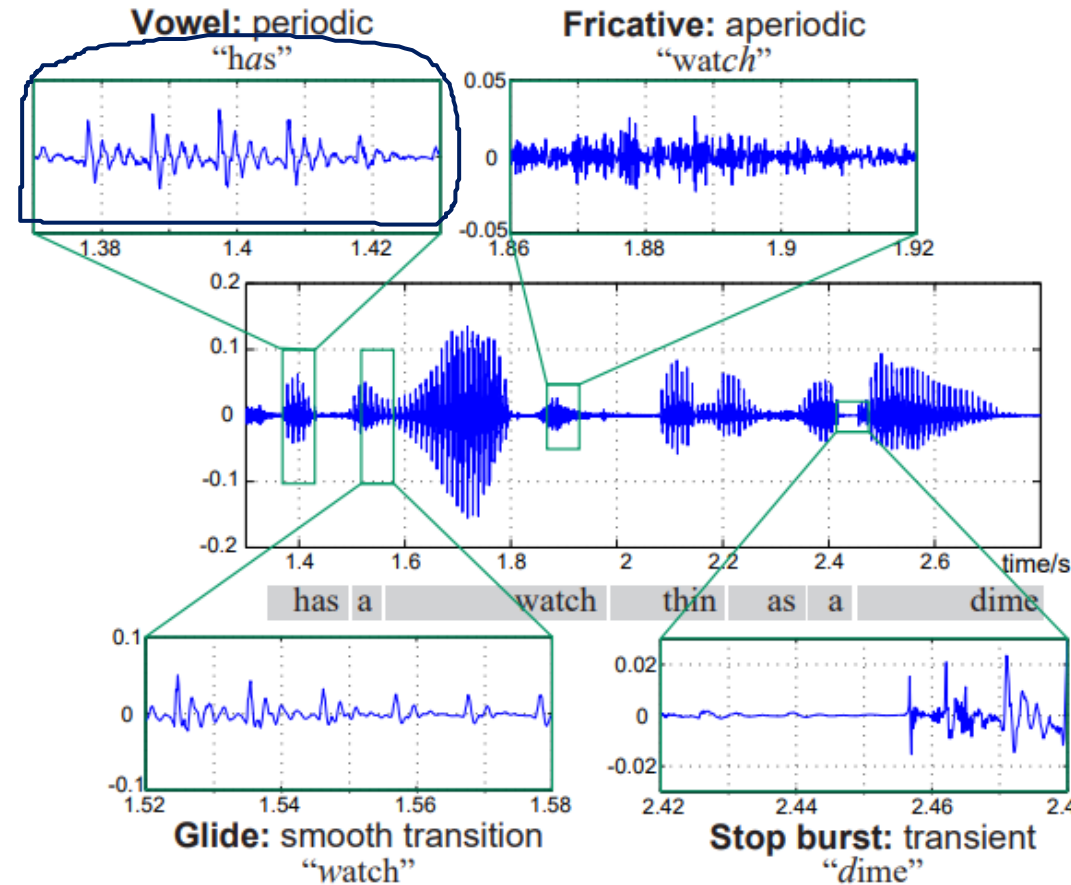 Vowel: periodic
“has”
Fricative: aperiodic
“watch”
0.05
0
-0.05
1.38 1.4 1.42
1.86 1.88 1.9 1.92
0.2
0.1
0
-0.1
-0.2
1.4 1.6 1.8 2 2.2 2.4 2.6 time/s
has a watch thin as a dime
0.1
0
-0.1
1.52 1.54 1.56 1.58
0.02
0
-0.02
2.42 2.44 2.46
Glide: smooth transition
“watch”
Stop burst: transient
“dime”